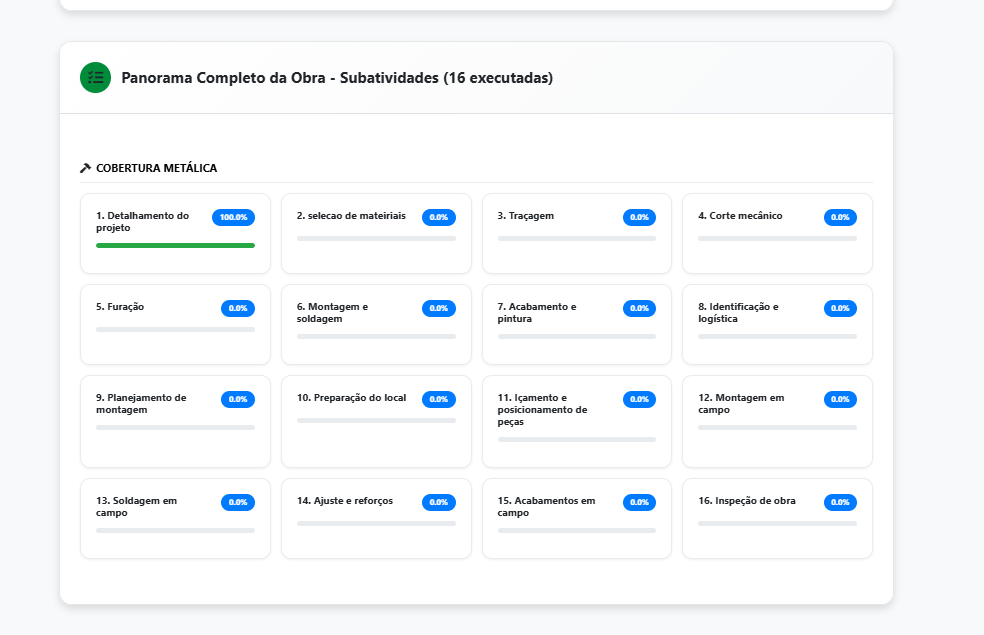 Panorama Completo da Obra - Subatividades (16 executadas)
COBERTURA METÁLICA
1. Detalhamento do
projeto
100.0%
2. selecao de mateiriais
0.0%
3. Traçagem
0.0%
4. Corte mecânico
0.0%
5. Furação
0.0%
6. Montagem e
soldagem
0.0%
7. Acabamento e
pintura
0.0%
8. Identificação e
logística
0.0%
9. Planejamento de
montagem
0.0%
10. Preparação do local
0.0%
11. Içamento e
posicionamento de
peças
0.0%
12. Montagem em
campo
0.0%
13. Soldagem em
campo
0.0%
14. Ajuste e reforços
0.0%
15. Acabamentos em
campo
0.0%
16. Inspeção de obra
0.0%